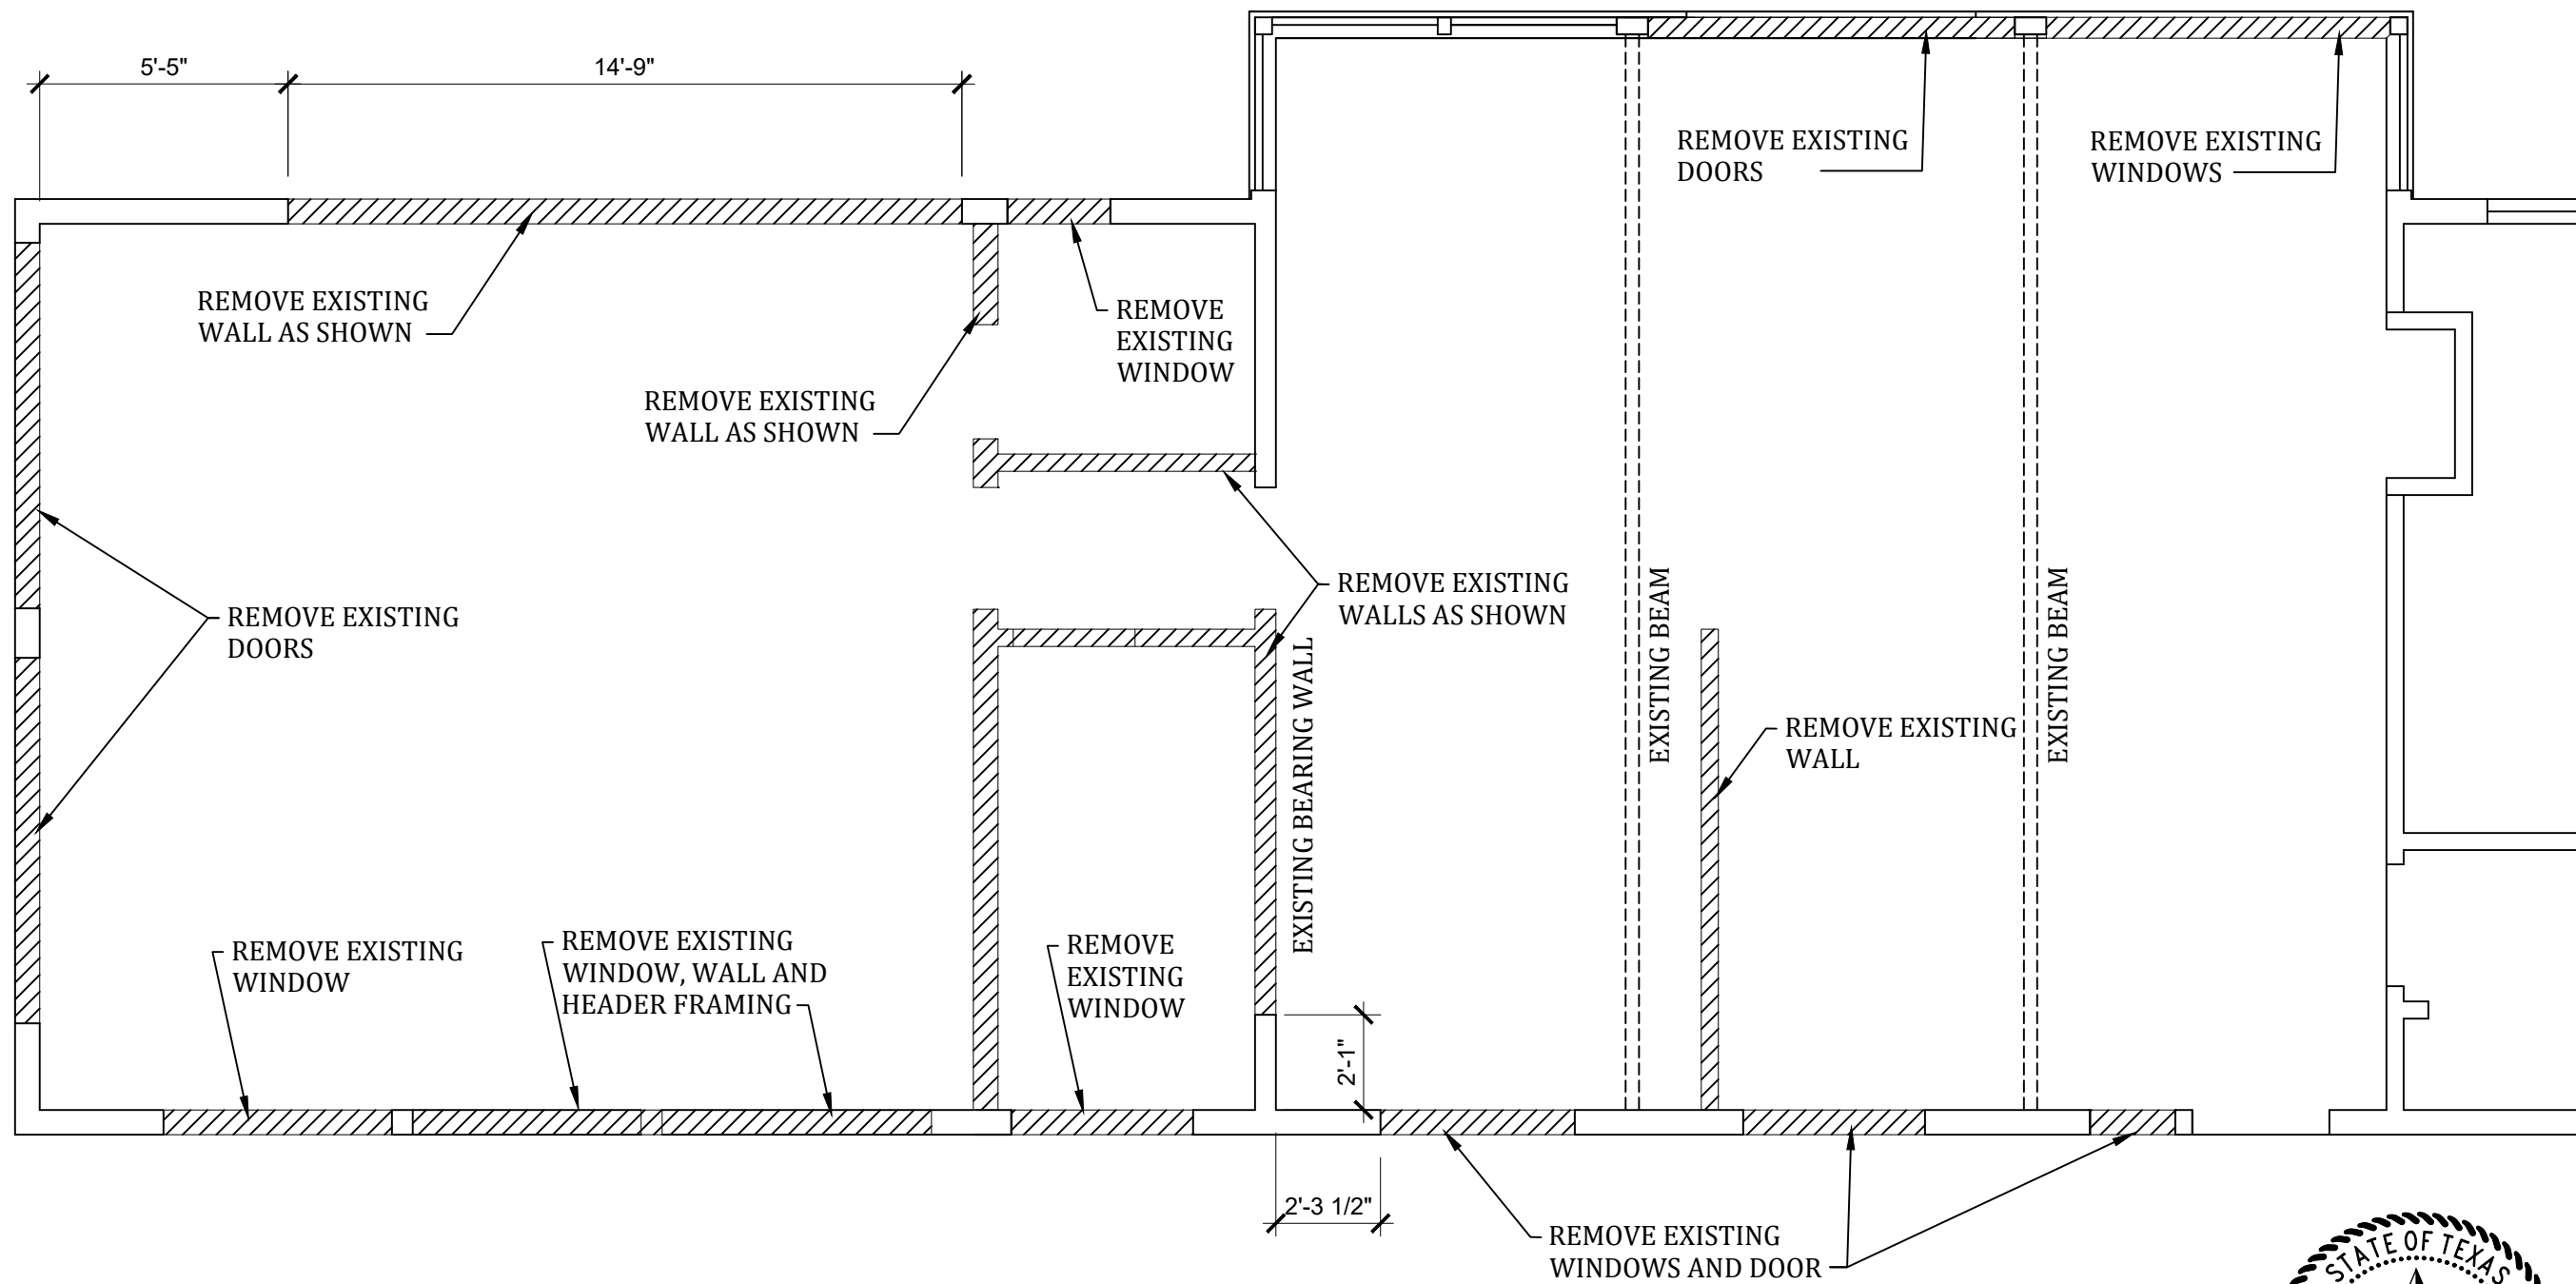 5'-5"
14'-9"
REMOVE EXISTING
DOORS
REMOVE EXISTING
WINDOWS
REMOVE EXISTING
WALL AS SHOWN
REMOVE
EXISTING
WINDOW
REMOVE EXISTING
WALL AS SHOWN
REMOVE EXISTING
WALLS AS SHOWN
REMOVE EXISTING
DOORS
EXISTING BEARING WALL
EXISTING BEAM
EXISTING BEAM
REMOVE EXISTING
WALL
REMOVE EXISTING
WINDOW
REMOVE EXISTING
WINDOW, WALL AND
HEADER FRAMING
REMOVE
EXISTING
WINDOW
2'-1"
2'-3 1/2"
REMOVE EXISTING
WINDOWS AND DOOR
STATE OF TEXAS